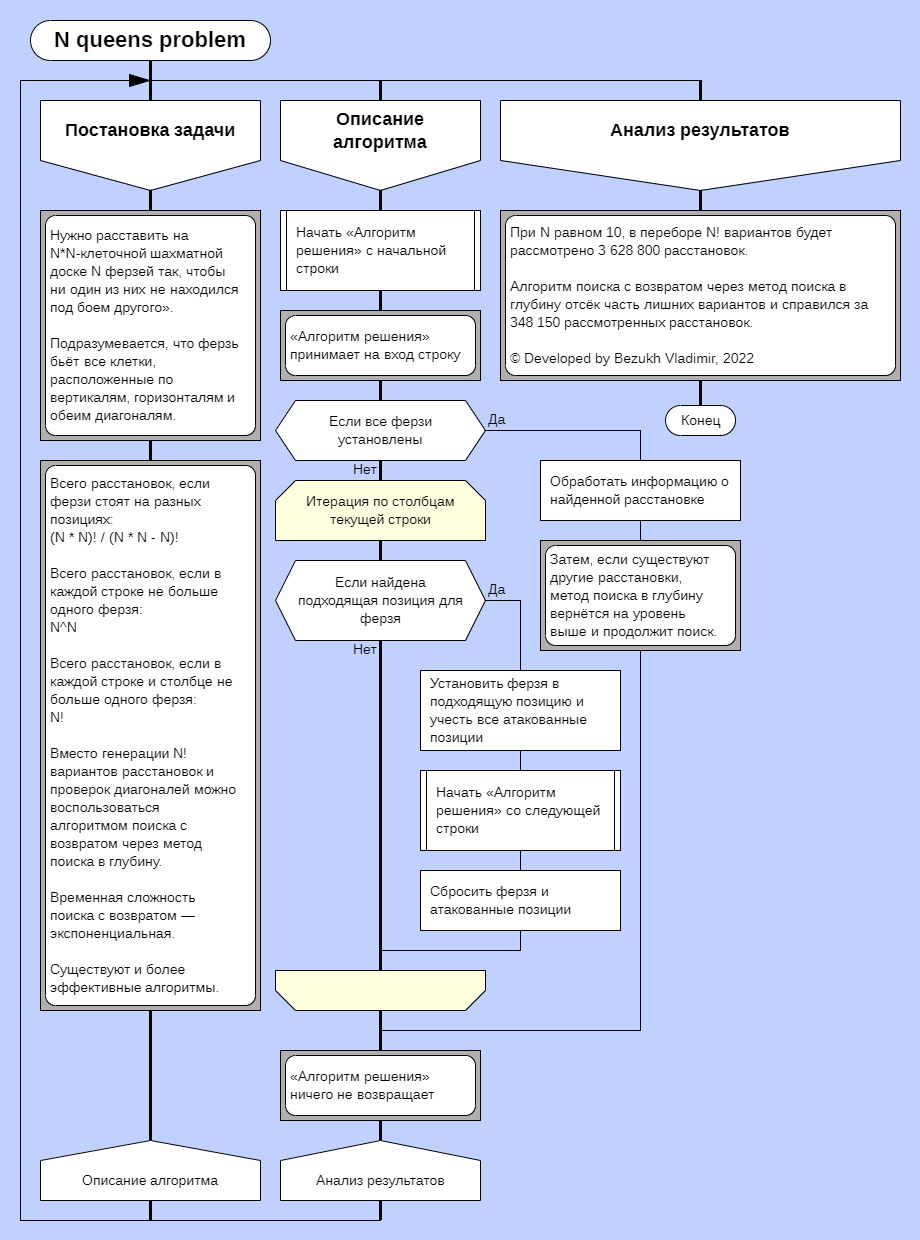 N queens problem
Постановка задачи
Нужно расставить на
N*N-клеточной шахматной
доске N ферзей так, чтобы
ни один из них не находился
под боем другого».
Подразумевается, что ферзь
бьёт все клетки,
расположенные по
вертикалям, горизонталям и
обеим диагоналям.
Всего расстановок, если
ферзи стоят на разных
позициях:
(N * N)! / (N * N - N)!
Всего расстановок, если в
каждой строке не больше
одного ферзя:
N^N
Всего расстановок, если в
каждой строке и столбце не
больше одного ферзя:
N!
Вместо генерации N!
вариантов расстановок и
проверок диагоналей можно
воспользоваться
алгоритмом поиска с
возвратом через метод
поиска в глубину.
Временная сложность
поиска с возвратом —
экспоненциальная.
Существуют и более
эффективные алгоритмы.
Описание алгоритма
Описание
алгоритма
Начать «Алгоритм
решения» с начальной
строки
«Алгоритм решения»
принимает на вход строку
Если все ферзи
установлены
Да
Нет
Итерация по столбцам
текущей строки
Если найдена
подходящая позиция для
ферзя
Да
Нет
Установить ферзя в
подходящую позицию и
учесть все атакованные
позиции
Начать «Алгоритм
решения» со следующей
строки
Сбросить ферзя и
атакованные позиции
Обработать информацию о
найденной расстановке
Затем, если существуют
другие расстановки,
метод поиска в глубину
вернётся на уровень
выше и продолжит поиск.
«Алгоритм решения»
ничего не возвращает
Анализ результатов
Анализ результатов
При N равном 10, в переборе N! вариантов будет
рассмотрено 3 628 800 расстановок.
Алгоритм поиска с возвратом через метод поиска в
глубину отсёк часть лишних вариантов и справился за
348 150 рассмотренных расстановок.
© Developed by Bezukh Vladimir, 2022
Конец